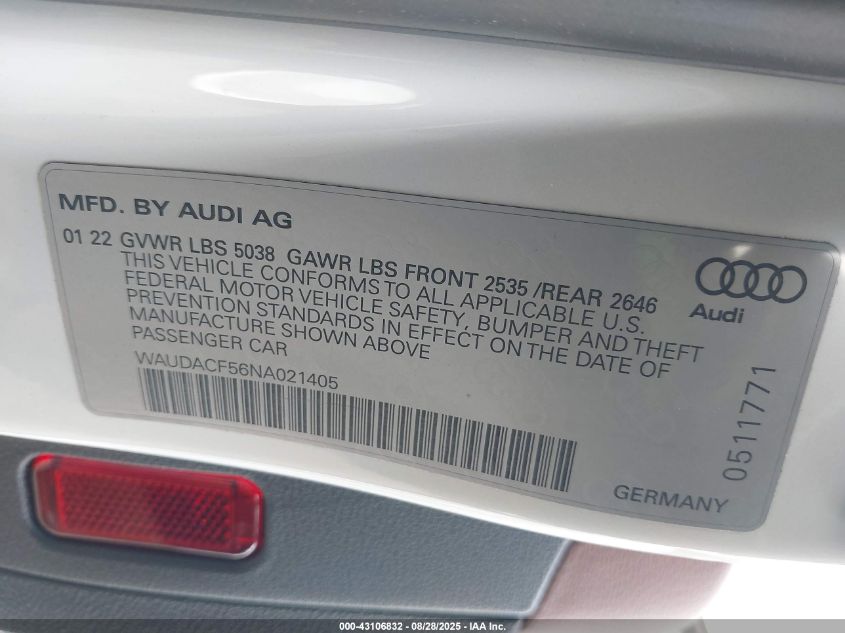 MFD. BY AUDI AG
01 22 GVWR LBS 5038 GAWR LBS FRONT 2535 /REAR 2646
THIS VEHICLE CONFORMS TO ALL APPLICABLE U.S.
FEDERAL MOTOR VEHICLE SAFETY, BUMPER AND THEFT
PREVENTION STANDARDS IN EFFECT ON THE DATE OF
MANUFACTURE SHOWN ABOVE
PASSENGER CAR
WAUDACF56NA021405
Audi
0511771
GERMANY
000-43106832 - 08/28/2025 - IAA Inc.